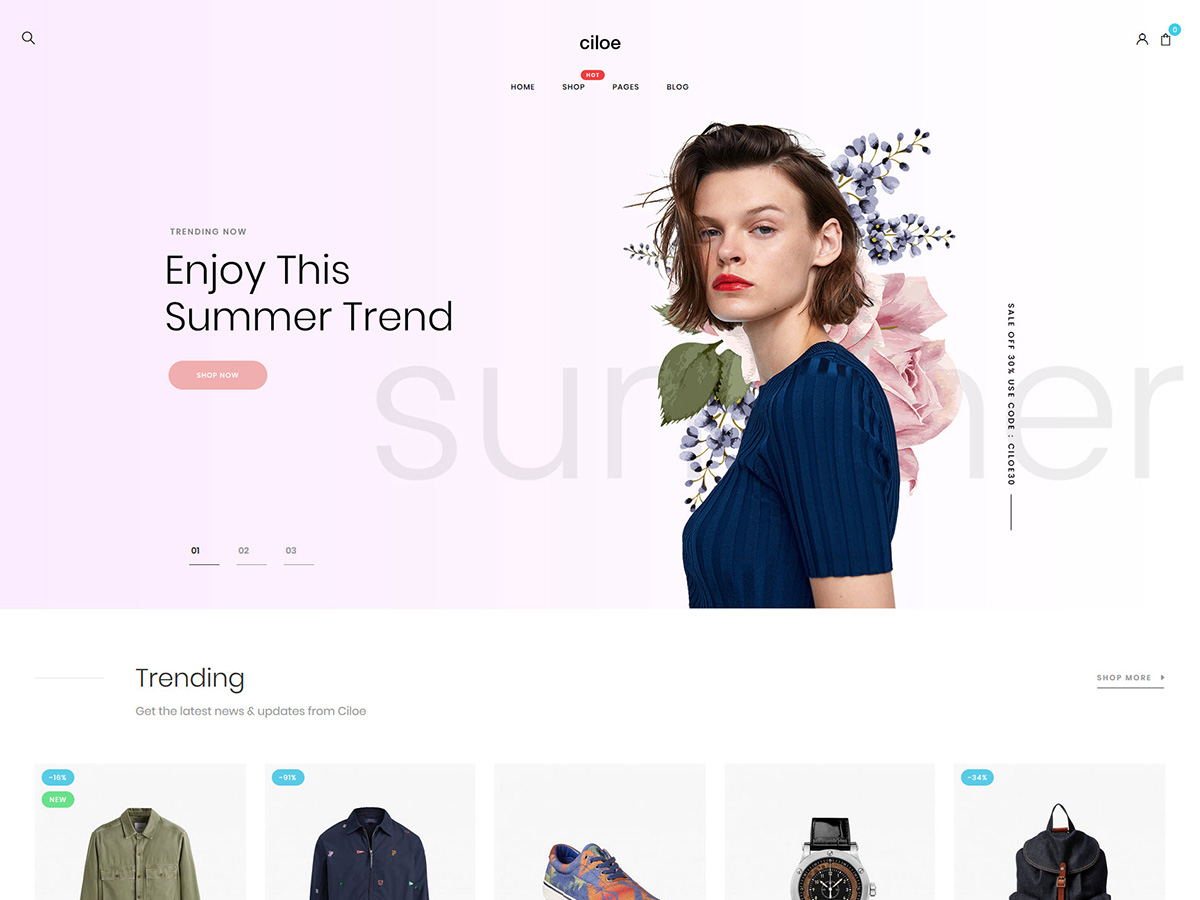 ciloe
0
HOT
HOME SHOP PAGES BLOG
TRENDING NOW
Enjoy This
Summer Trend
SHOP NOW
summer
SALE OFF 30% USE CODE : CILOE30
01 02 03
Trending
SHOP MORE
Get the latest news & updates from Ciloe
-16%
NEW
-91%
-34%